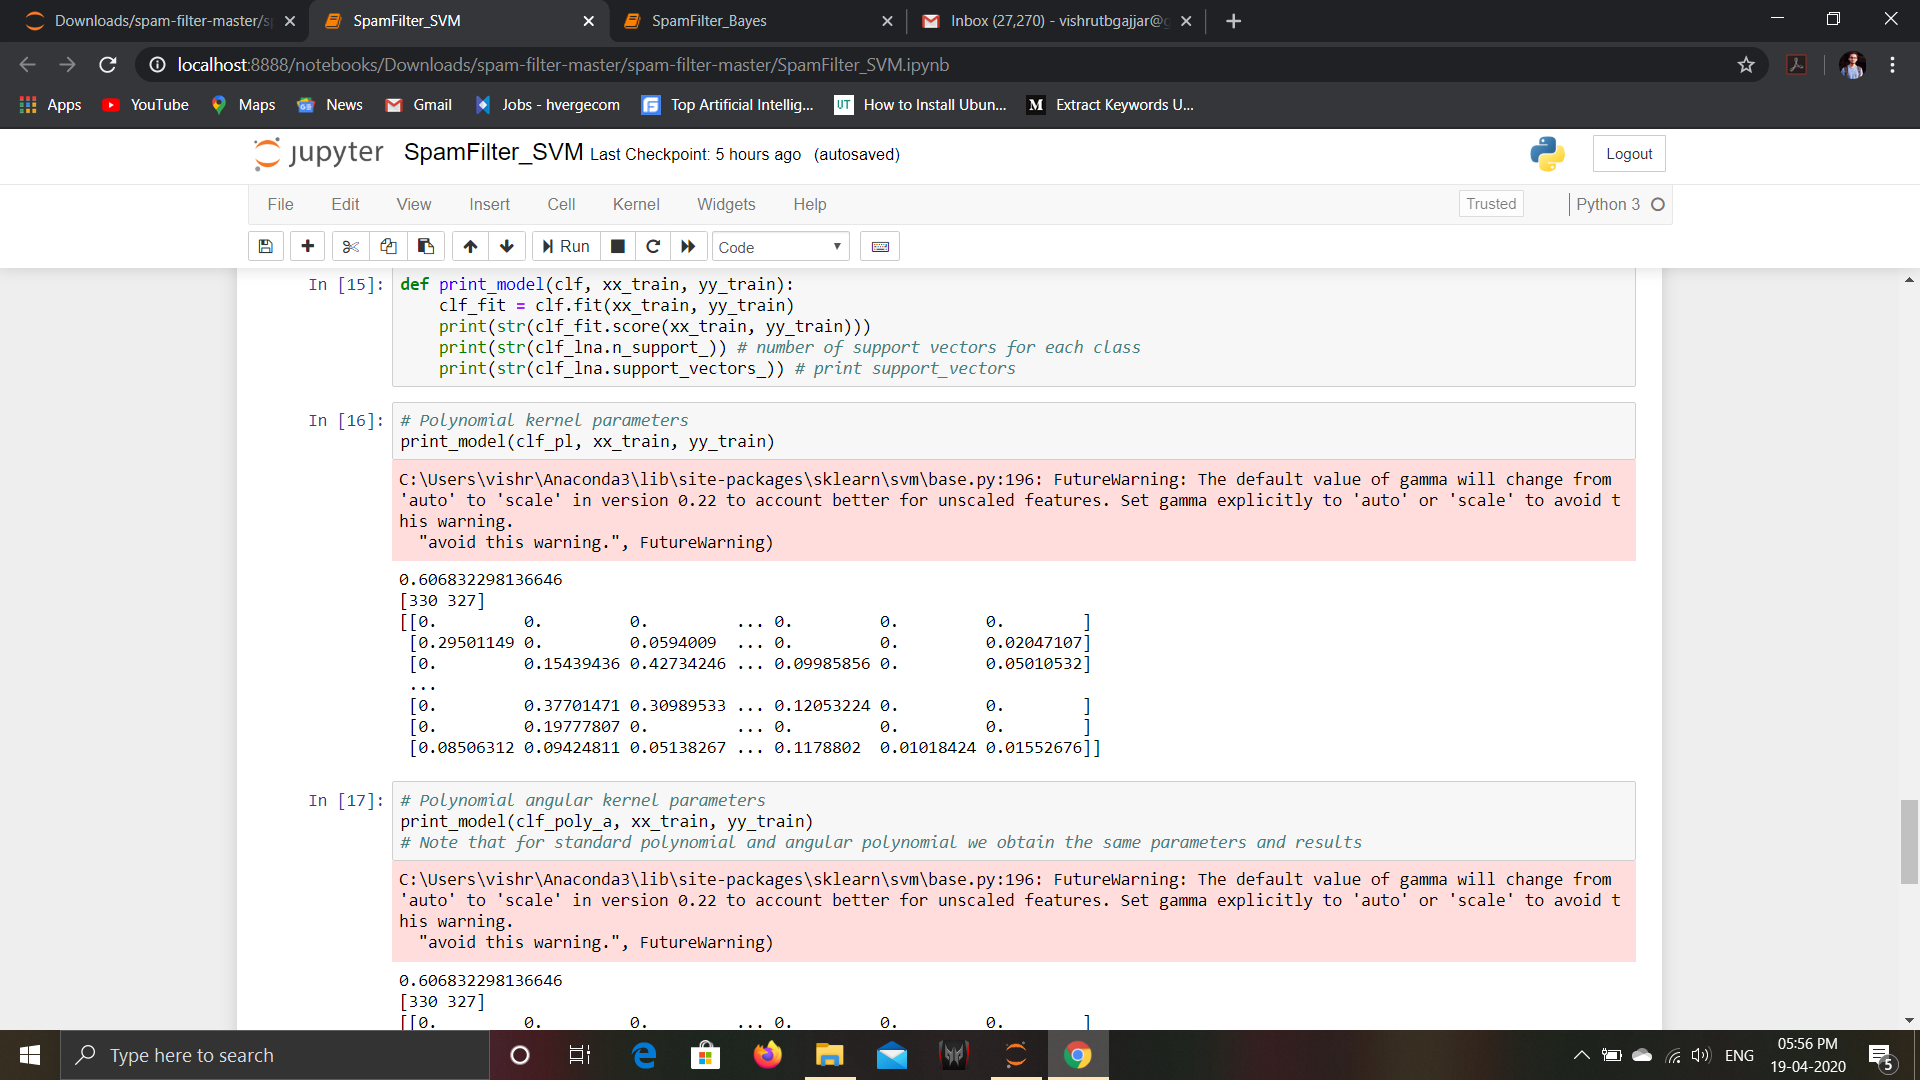 Downloads/spam-filter-master/s
SpamFilter_SVM
SpamFilter_Bayes
Inbox (27,270) - vishrutbgajjar@g
localhost:8888/notebooks/Downloads/spam-filter-master/spam-filter-master/SpamFilter_SVM.ipynb
Apps YouTube Maps News Gmail Jobs - hvergecom Top Artificial Intellig... UT How to Install Ubun... M Extract Keywords U...
jupyter SpamFilter_SVM Last Checkpoint: 5 hours ago (autosaved) Logout
File Edit View Insert Cell Kernel Widgets Help Trusted Python 3
Run Code
In [15]: def print_model(clf, xx_train, yy_train):
clf_fit = clf.fit(xx_train, yy_train)
print(str(clf_fit.score(xx_train, yy_train)))
print(str(clf_lna.n_support_)) # number of support vectors for each class
print(str(clf_lna.support_vectors_)) # print support_vectors
In [16]: # Polynomial kernel parameters
print_model(clf_pl, xx_train, yy_train)
C:\Users\vishr\Anaconda3\lib\site-packages\sklearn\svm\base.py:196: FutureWarning: The default value of gamma will change from
'auto' to 'scale' in version 0.22 to account better for unscaled features. Set gamma explicitly to 'auto' or 'scale' to avoid t
his warning.
"avoid this warning.", FutureWarning)
0.606832298136646
[330 327]
[[0. 0. 0. ... 0. 0. 0. ]
[0.29501149 0. 0.0594009 ... 0. 0. 0.02047107]
[0. 0.15439436 0.42734246 ... 0.09985856 0. 0.05010532]
...
[0. 0.37701471 0.30989533 ... 0.12053224 0. 0. ]
[0. 0.19777807 0. ... 0. 0. 0. ]
[0.08506312 0.09424811 0.05138267 ... 0.1178802 0.01018424 0.01552676]]
In [17]: # Polynomial angular kernel parameters
print_model(clf_poly_a, xx_train, yy_train)
# Note that for standard polynomial and angular polynomial we obtain the same parameters and results
C:\Users\vishr\Anaconda3\lib\site-packages\sklearn\svm\base.py:196: FutureWarning: The default value of gamma will change from
'auto' to 'scale' in version 0.22 to account better for unscaled features. Set gamma explicitly to 'auto' or 'scale' to avoid t
his warning.
"avoid this warning.", FutureWarning)
0.606832298136646
[330 327]
[[0. 0. 0. ... 0. 0. 0. ]
Type here to search
ENG
05:56 PM
19-04-2020
5